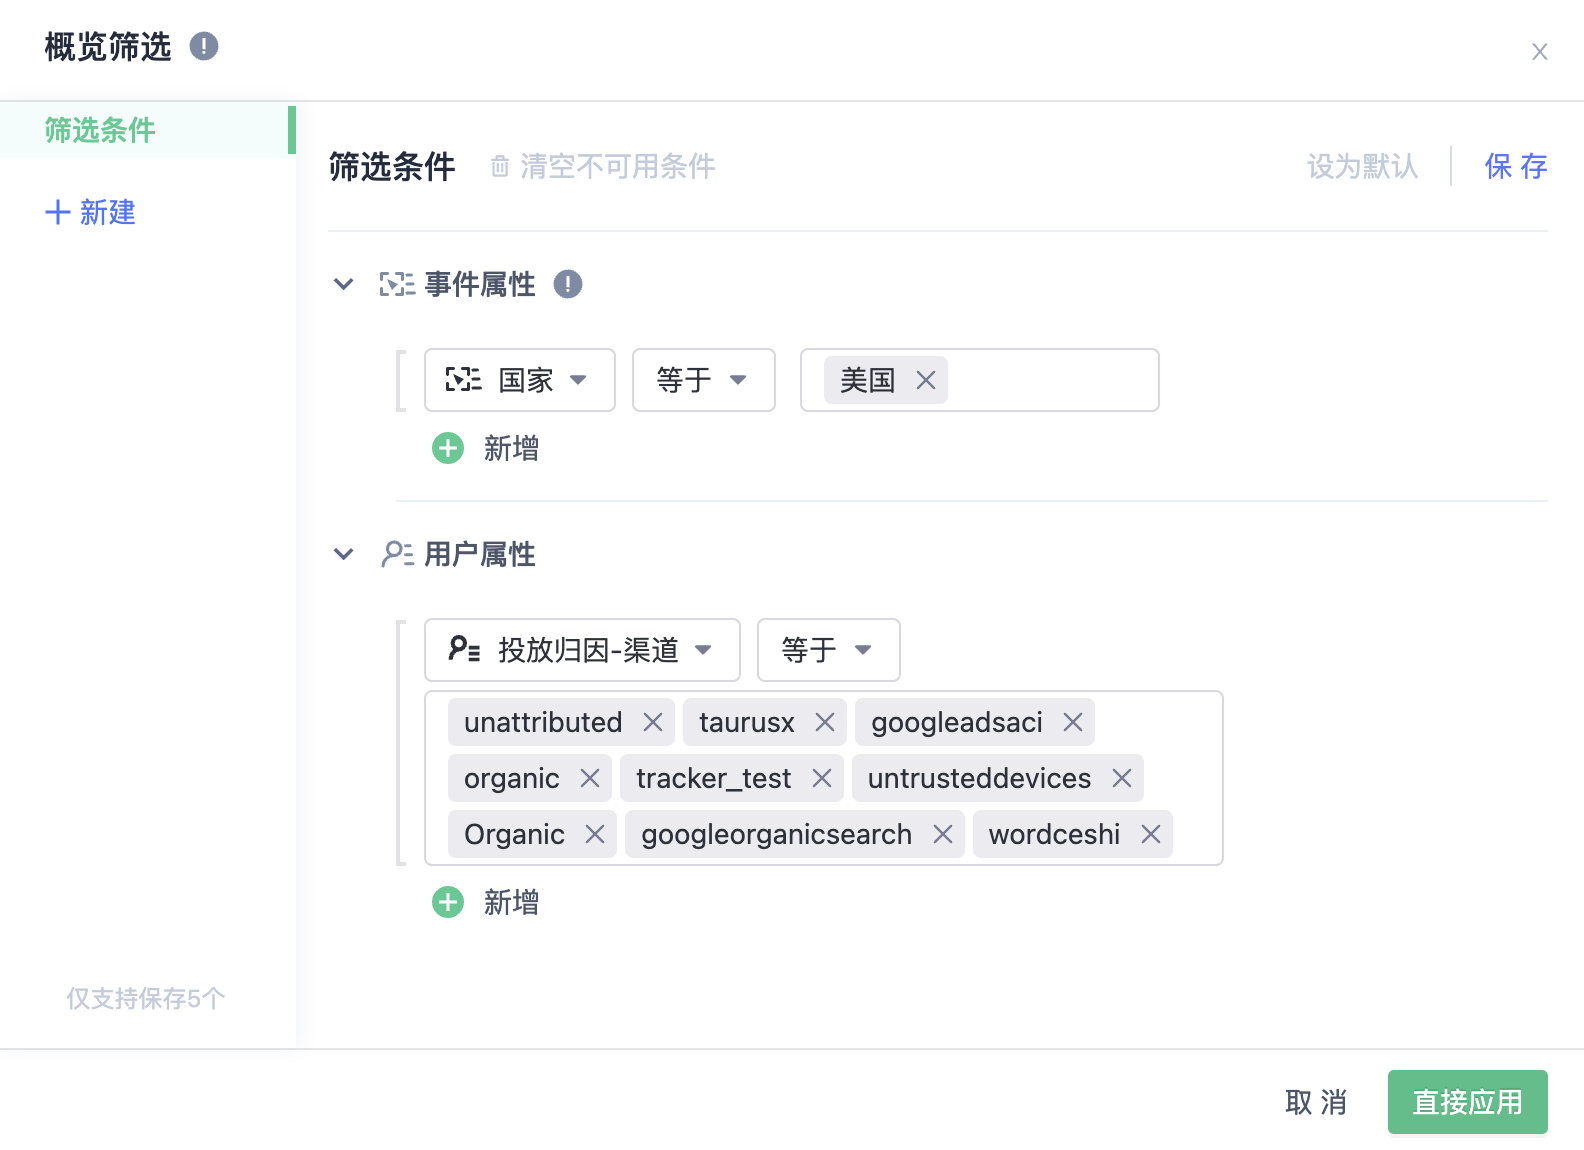 概览筛选
筛选条件
新建
仅支持保存5个
筛选条件 清空不可用条件 设为默认 保存
事件属性
国家 等于 美国
新增
用户属性
投放归因-渠道 等于
unattributed taurusx googleadsaci
organic tracker_test untrusteddevices
Organic googleorganicsearch wordceshi
新增
取消 直接应用